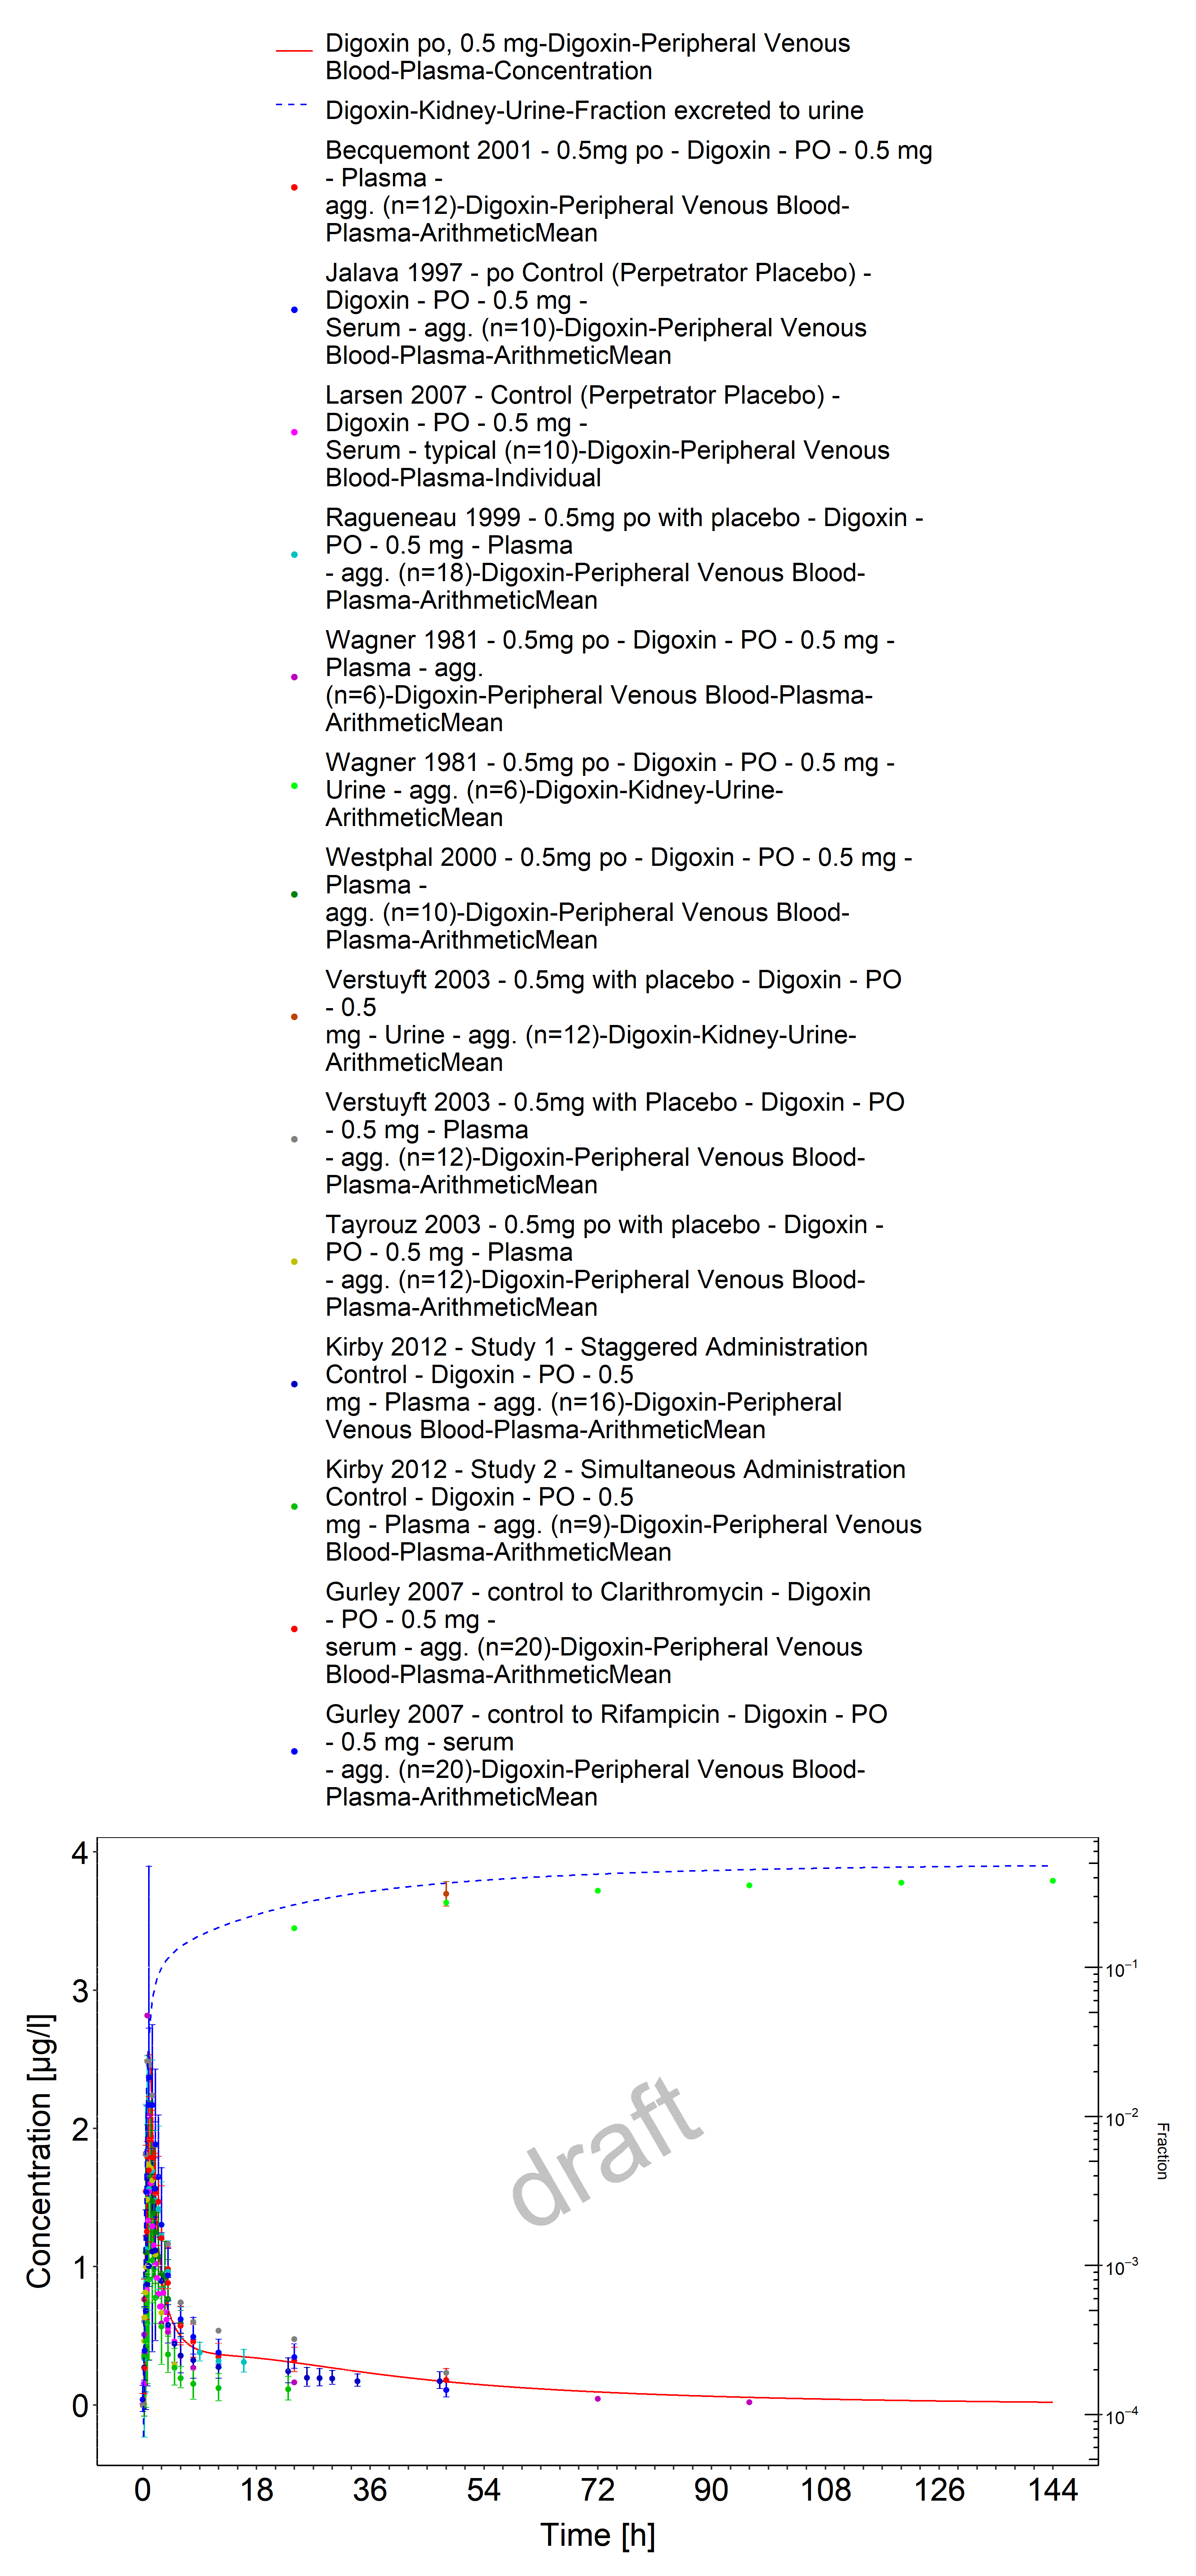 Digoxin po, 0.5 mg-Digoxin-Peripheral Venous
Blood-Plasma-Concentration
Digoxin-Kidney-Urine-Fraction excreted to urine
Becquemont 2001 - 0.5mg po - Digoxin - PO - 0.5 mg
- Plasma -
agg. (n=12)-Digoxin-Peripheral Venous Blood-
Plasma-ArithmeticMean
Jalava 1997 - po Control (Perpetrator Placebo) -
Digoxin - PO - 0.5 mg -
Serum - agg. (n=10)-Digoxin-Peripheral Venous
Blood-Plasma-ArithmeticMean
Larsen 2007 - Control (Perpetrator Placebo) -
Digoxin - PO - 0.5 mg -
Serum - typical (n=10)-Digoxin-Peripheral Venous
Blood-Plasma-Individual
Ragueneau 1999 - 0.5mg po with placebo - Digoxin -
PO - 0.5 mg - Plasma
- agg. (n=18)-Digoxin-Peripheral Venous Blood-
Plasma-ArithmeticMean
Wagner 1981 - 0.5mg po - Digoxin - PO - 0.5 mg -
Plasma - agg.
(n=6)-Digoxin-Peripheral Venous Blood-Plasma-
ArithmeticMean
Wagner 1981 - 0.5mg po - Digoxin - PO - 0.5 mg -
Urine - agg. (n=6)-Digoxin-Kidney-Urine-
ArithmeticMean
Westphal 2000 - 0.5mg po - Digoxin - PO - 0.5 mg -
Plasma -
agg. (n=10)-Digoxin-Peripheral Venous Blood-
Plasma-ArithmeticMean
Verstuyft 2003 - 0.5mg with placebo - Digoxin - PO
- 0.5
mg - Urine - agg. (n=12)-Digoxin-Kidney-Urine-
ArithmeticMean
Verstuyft 2003 - 0.5mg with Placebo - Digoxin - PO
- 0.5 mg - Plasma
- agg. (n=12)-Digoxin-Peripheral Venous Blood-
Plasma-ArithmeticMean
Tayrouz 2003 - 0.5mg po with placebo - Digoxin -
PO - 0.5 mg - Plasma
- agg. (n=12)-Digoxin-Peripheral Venous Blood-
Plasma-ArithmeticMean
Kirby 2012 - Study 1 - Staggered Administration
Control - Digoxin - PO - 0.5
mg - Plasma - agg. (n=16)-Digoxin-Peripheral
Venous Blood-Plasma-ArithmeticMean
Kirby 2012 - Study 2 - Simultaneous Administration
Control - Digoxin - PO - 0.5
mg - Plasma - agg. (n=9)-Digoxin-Peripheral Venous
Blood-Plasma-ArithmeticMean
Gurley 2007 - control to Clarithromycin - Digoxin
- PO - 0.5 mg -
serum - agg. (n=20)-Digoxin-Peripheral Venous
Blood-Plasma-ArithmeticMean
Gurley 2007 - control to Rifampicin - Digoxin - PO
- 0.5 mg - serum
- agg. (n=20)-Digoxin-Peripheral Venous Blood-
Plasma-ArithmeticMean
4
3
2
1
0
Concentration [µg/l]
draft
10⁻¹
10⁻²
10⁻³
10⁻⁴
Fraction
0 18 36 54 72 90 108 126 144
Time [h]